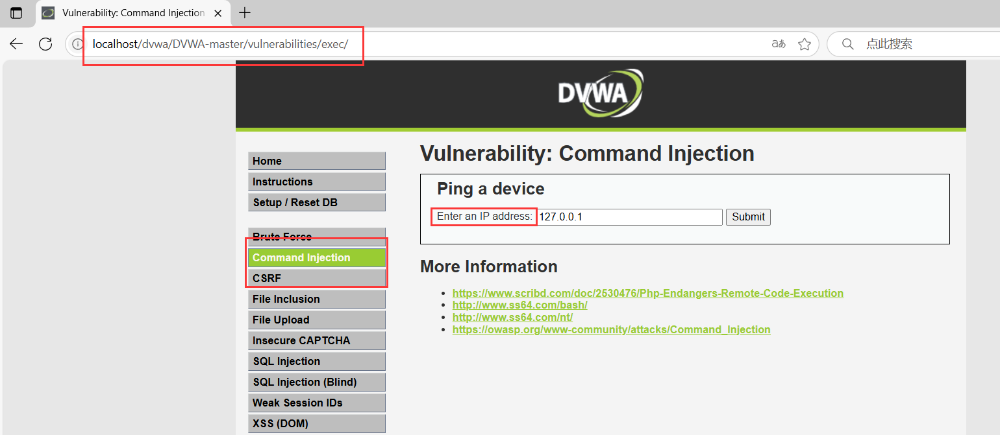 Vulnerability: Command Injection
localhost/dvwa/DVWA-master/vulnerabilities/exec/
aあ
点此搜索
DVWA
Home
Instructions
Setup / Reset DB
Brute Force
Command Injection
CSRF
File Inclusion
File Upload
Insecure CAPTCHA
SQL Injection
SQL Injection (Blind)
Weak Session IDs
XSS (DOM)
Vulnerability: Command Injection
Ping a device
Enter an IP address: 127.0.0.1 Submit
More Information
https://www.scribd.com/doc/2530476/Php-Endangers-Remote-Code-Execution
http://www.ss64.com/bash/
http://www.ss64.com/nt/
https://owasp.org/www-community/attacks/Command_Injection